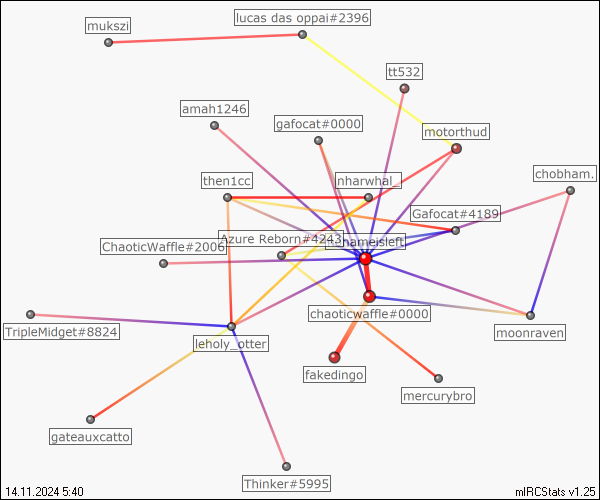 lucas das oppai#2396
mukszi
tt532
amah1246
gafocat#0000
motorthud
then1cc
nharwhal_
chobham.
Gafocat#4189
Azure Reborn#4243
hameisleft
ChaoticWaffle#2006
chaoticwaffle#0000
TripleMidget#8824
leholy_otter
moonraven
fakedingo
mercurybro
gateauxcatto
Thinker#5995
14.11.2024 5:40
mIRCStats v1.25